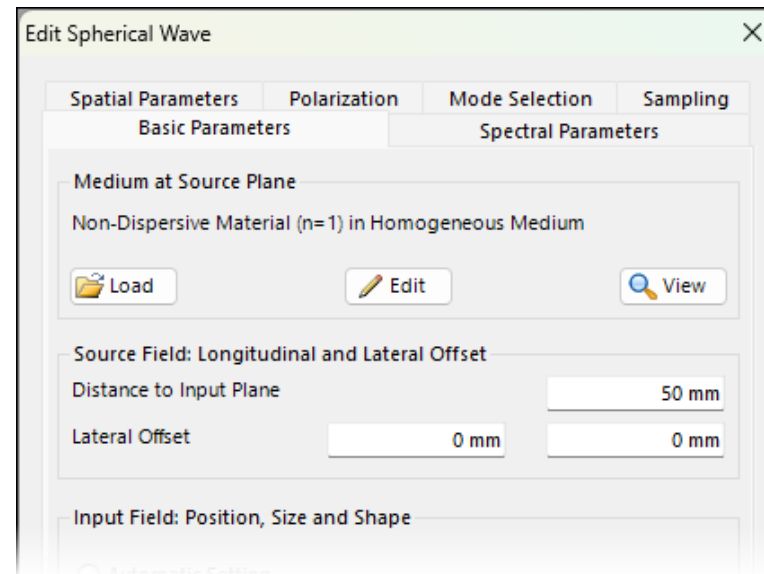 Edit Spherical Wave
Spatial Parameters Polarization Mode Selection Sampling
Basic Parameters Spectral Parameters
Medium at Source Plane
Non-Dispersive Material (n=1) in Homogeneous Medium
Load Edit View
Source Field: Longitudinal and Lateral Offset
Distance to Input Plane 50 mm
Lateral Offset 0 mm 0 mm
Input Field: Position, Size and Shape